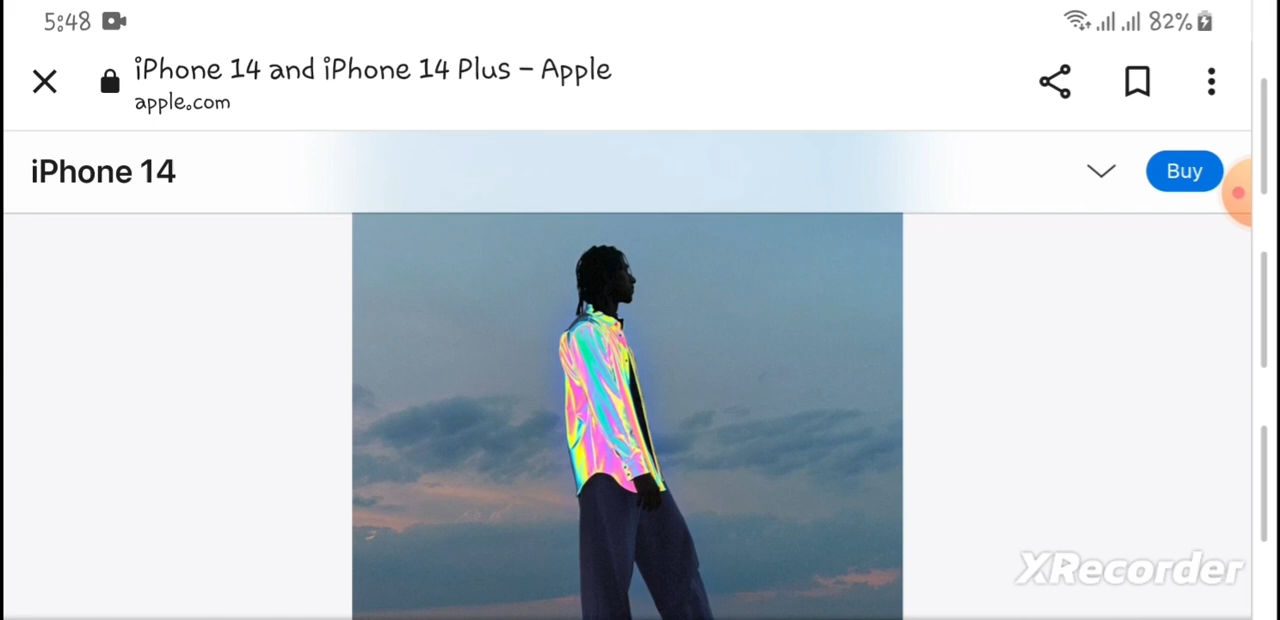 5:48
82%
iPhone 14 and iPhone 14 Plus – Apple
apple.com
iPhone 14
Buy
XRecorder